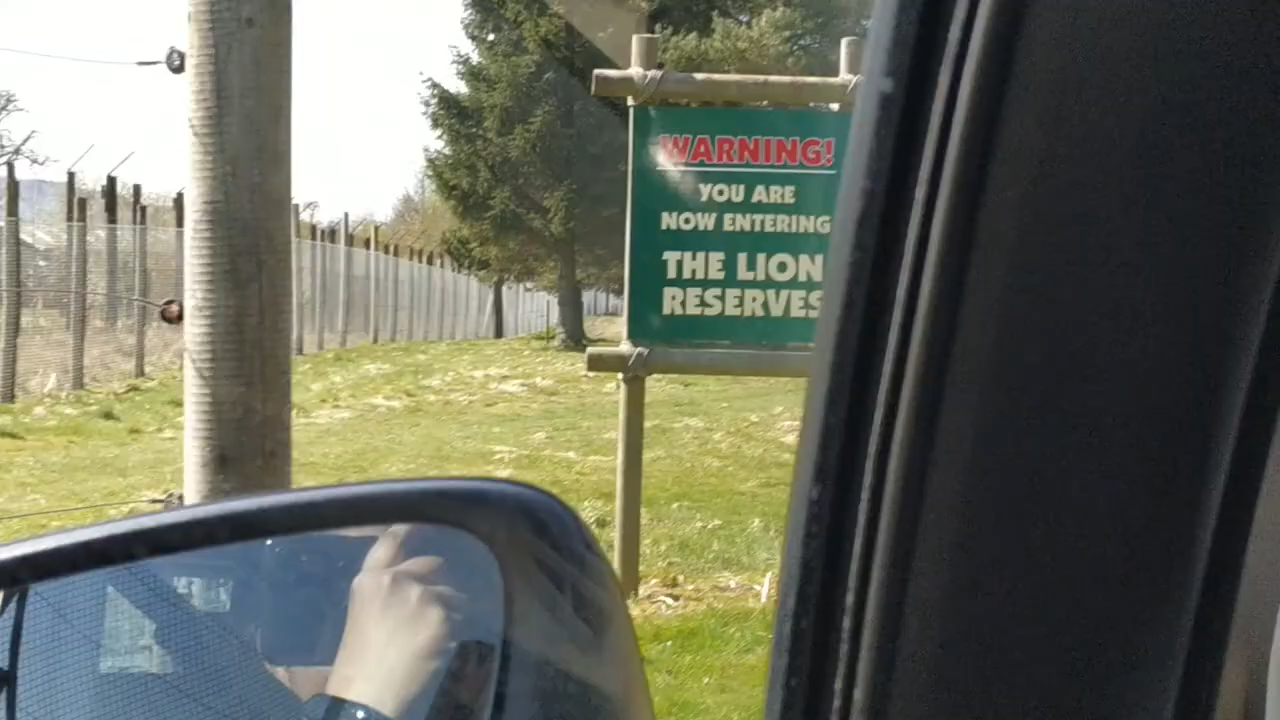 WARNING!
YOU ARE
NOW ENTERING
THE LION
RESERVES